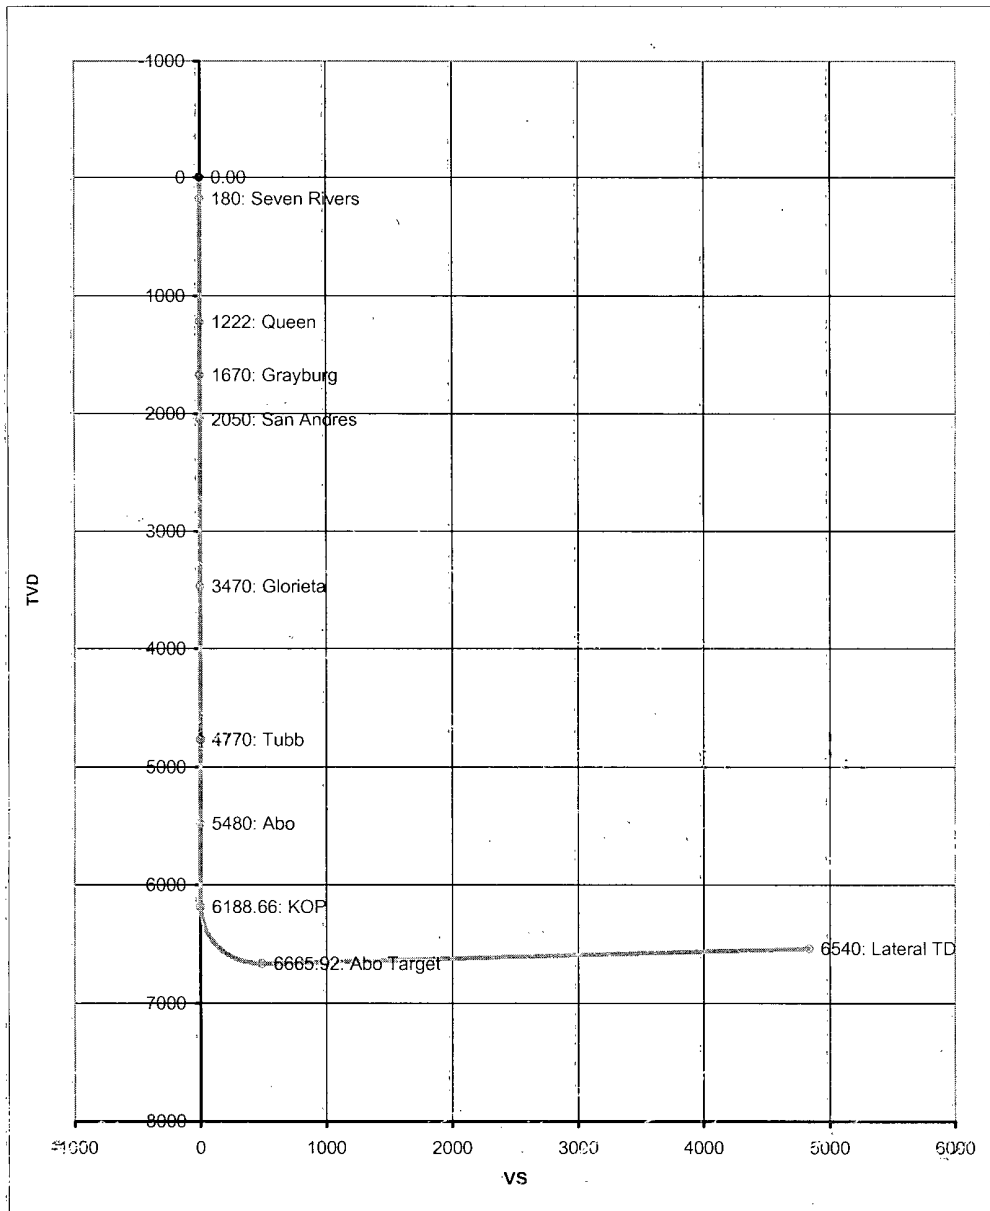 -1000
0 0.00
180: Seven Rivers
1000
1222: Queen
1670: Grayburg
2000
2050: San Andres
3000
3470: Glorieta
TVD
4000
4770: Tubb
5000
5480: Abo
6000
6188.66: KOP
6540: Lateral TD
6665.92: Abo Target
7000
8000
-1000 0 1000 2000 3000 4000 5000 6000
VS